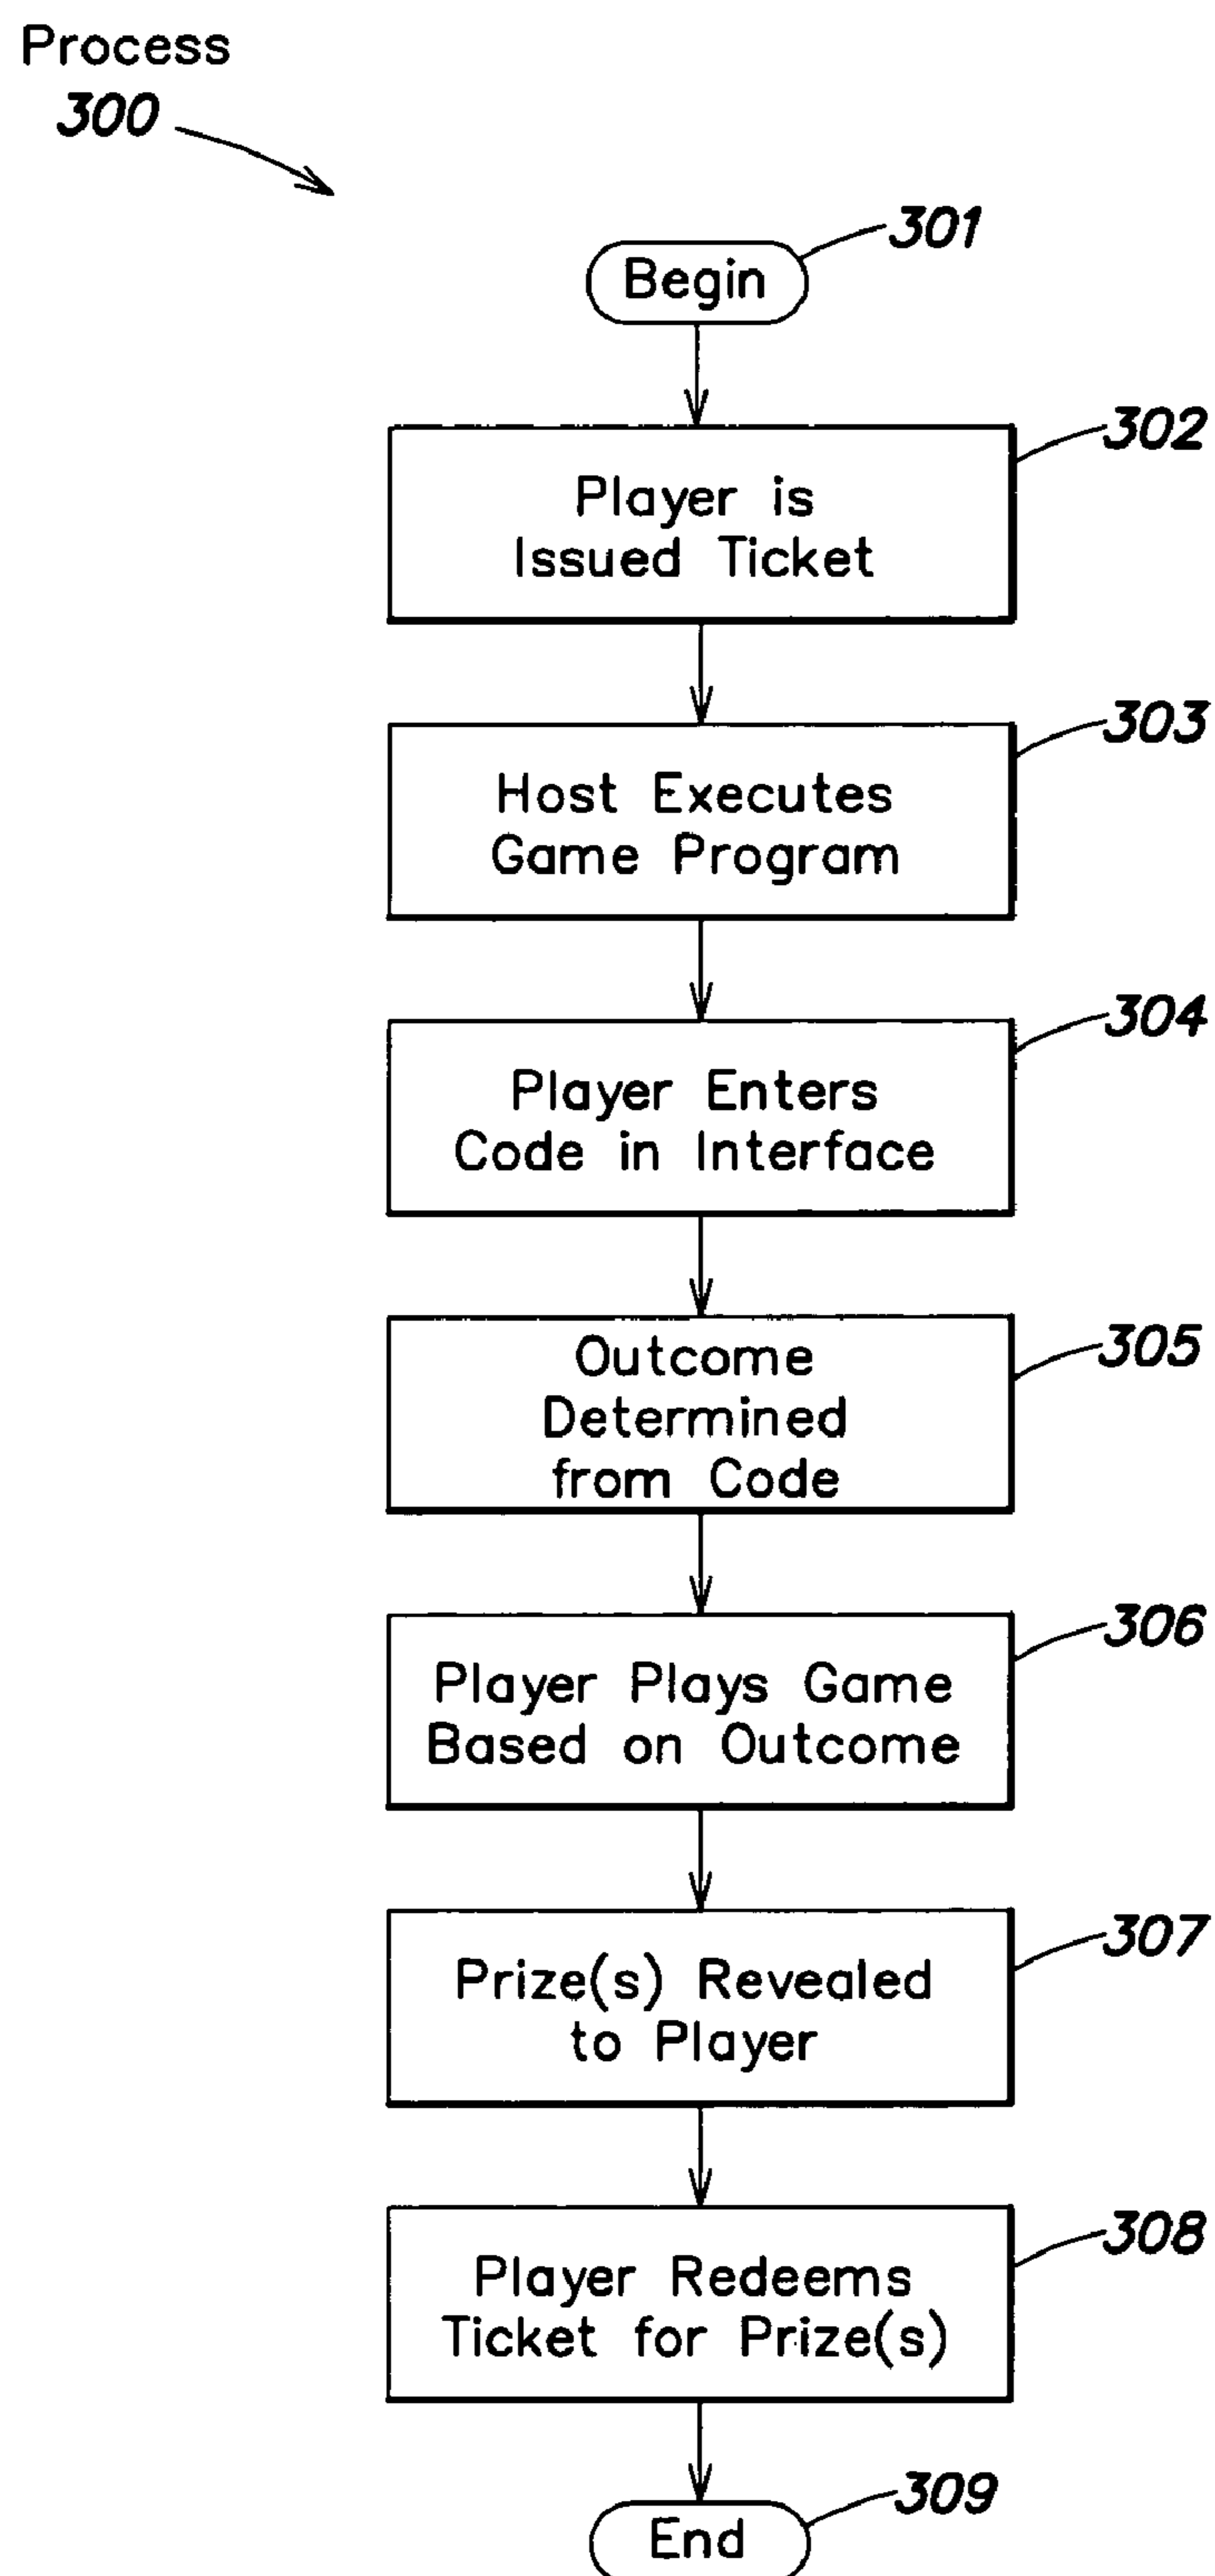 Process
300
301
Begin
302
Player is
Issued Ticket
303
Host Executes
Game Program
304
Player Enters
Code in Interface
305
Outcome
Determined
from Code
306
Player Plays Game
Based on Outcome
307
Prize(s) Revealed
to Player
308
Player Redeems
Ticket for Prize(s)
309
End